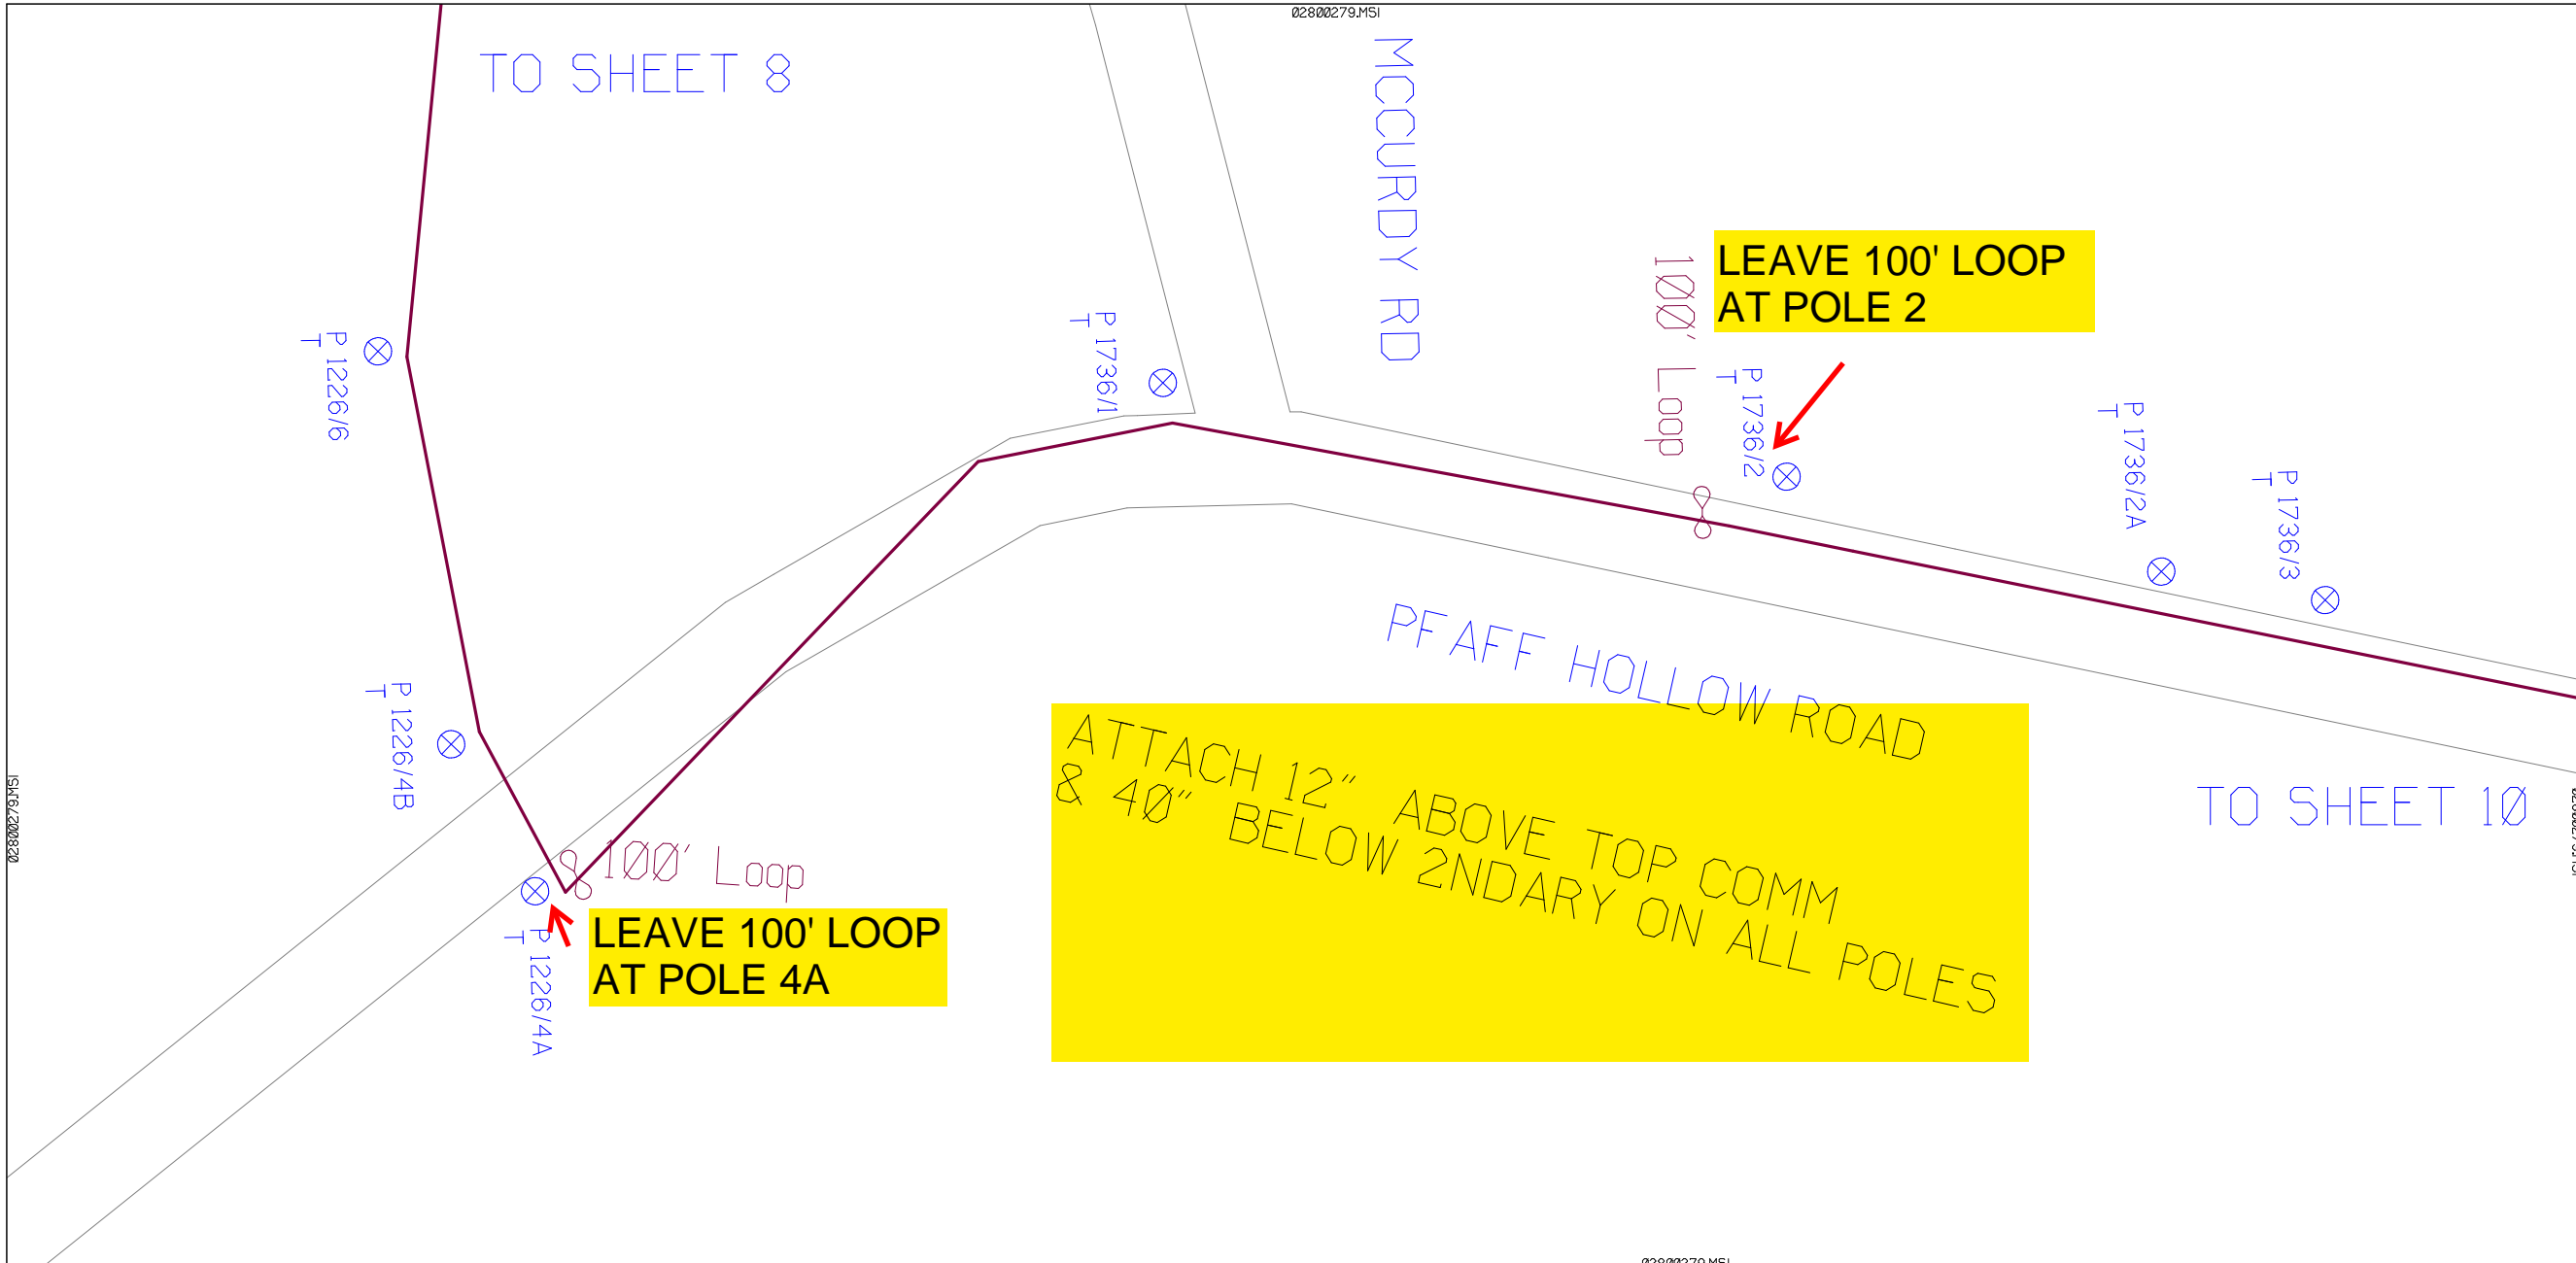 02800279.MSI
TO SHEET 8
MCCURDY RD
LEAVE 100' LOOP
AT POLE 2
100' Loop
P 1226/6
T
P 1736/1
T
P 1736/2
T
P 1736/2A
T
P 1736/3
T
P 1226/4B
T
PFAFF HOLLOW ROAD
ATTACH 12" ABOVE TOP COMM
& 40" BELOW 2NDARY ON ALL POLES
TO SHEET 10
02800279.MSI
100' Loop
LEAVE 100' LOOP
AT POLE 4A
P 1226/4A
T